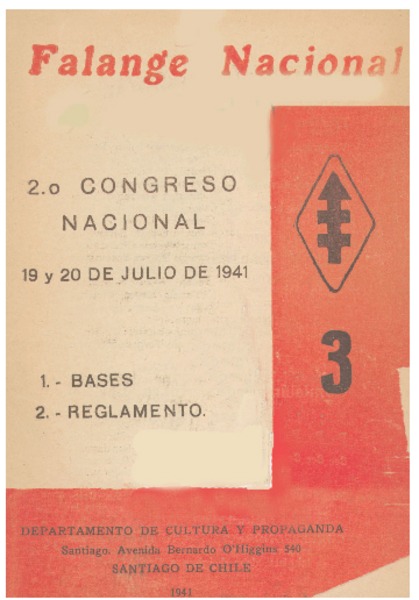 Falange Nacional
2.o CONGRESO
NACIONAL
19 y 20 DE JULIO DE 1941
3
1.- BASES
2.- REGLAMENTO.
DEPARTAMENTO DE CULTURA Y PROPAGANDA
Santiago. Avenida Bernardo O'Higgins 540
SANTIAGO DE CHILE
1941